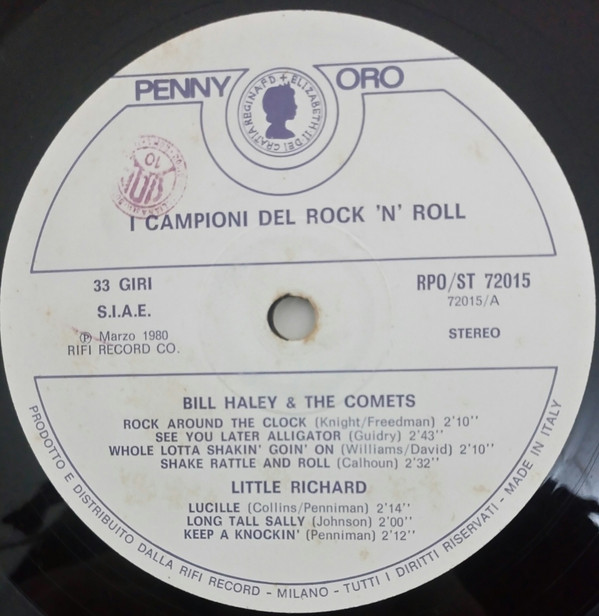 PENNY ORO
ELIZABETH II DEI GRATIA REGINA F D +
10
I CAMPIONI DEL ROCK 'N' ROLL
33 GIRI
S.I.A.E.
Ⓟ Marzo 1980
RIFI RECORD CO.
RPO/ST 72015
72015/A
STEREO
BILL HALEY & THE COMETS
ROCK AROUND THE CLOCK (Knight/Freedman) 2'10''
SEE YOU LATER ALLIGATOR (Guidry) 2'43''
WHOLE LOTTA SHAKIN' GOIN' ON (Williams/David) 2'10''
SHAKE RATTLE AND ROLL (Calhoun) 2'32''
LITTLE RICHARD
LUCILLE (Collins/Penniman) 2'14''
LONG TALL SALLY (Johnson) 2'00''
KEEP A KNOCKIN' (Penniman) 2'12''
PRODOTTO E DISTRIBUITO DALLA RIFI RECORD - MILANO - TUTTI I DIRITTI RISERVATI - MADE IN ITALY